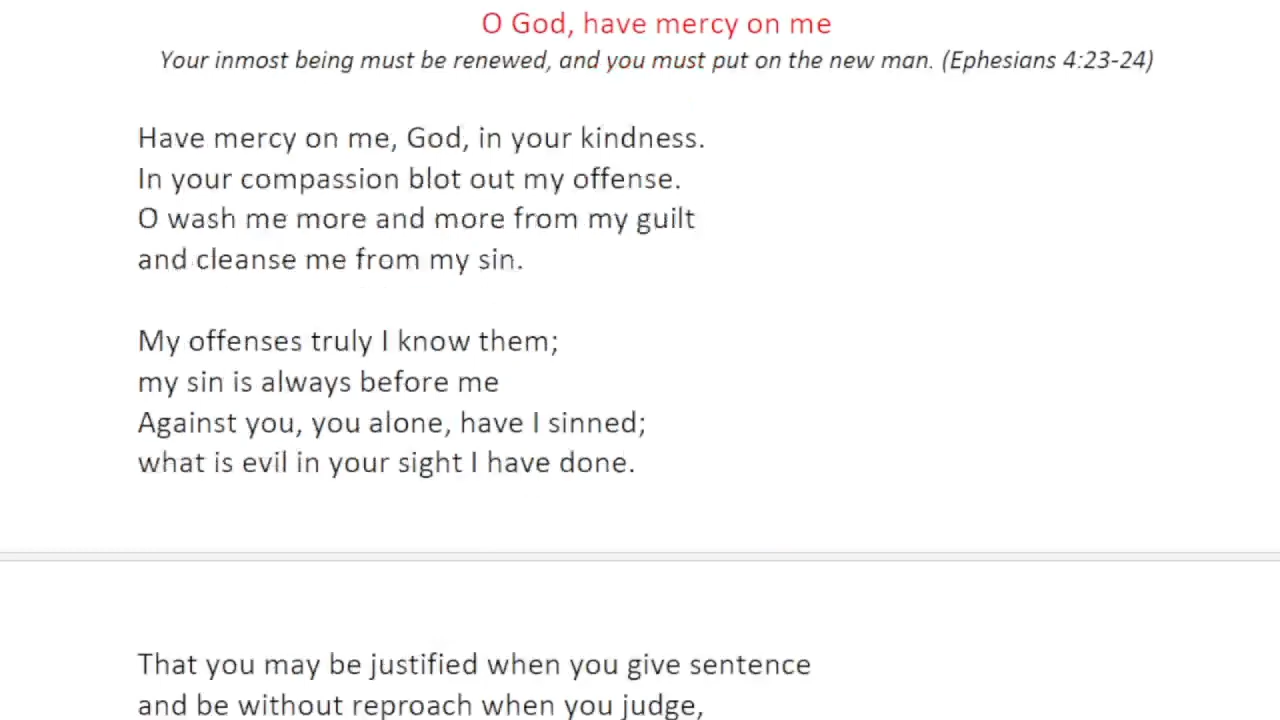 O God, have mercy on me
Your inmost being must be renewed, and you must put on the new man. (Ephesians 4:23-24)
Have mercy on me, God, in your kindness.
In your compassion blot out my offense.
O wash me more and more from my guilt
and cleanse me from my sin.
My offenses truly I know them;
my sin is always before me
Against you, you alone, have I sinned;
what is evil in your sight I have done.
That you may be justified when you give sentence
and be without reproach when you judge,